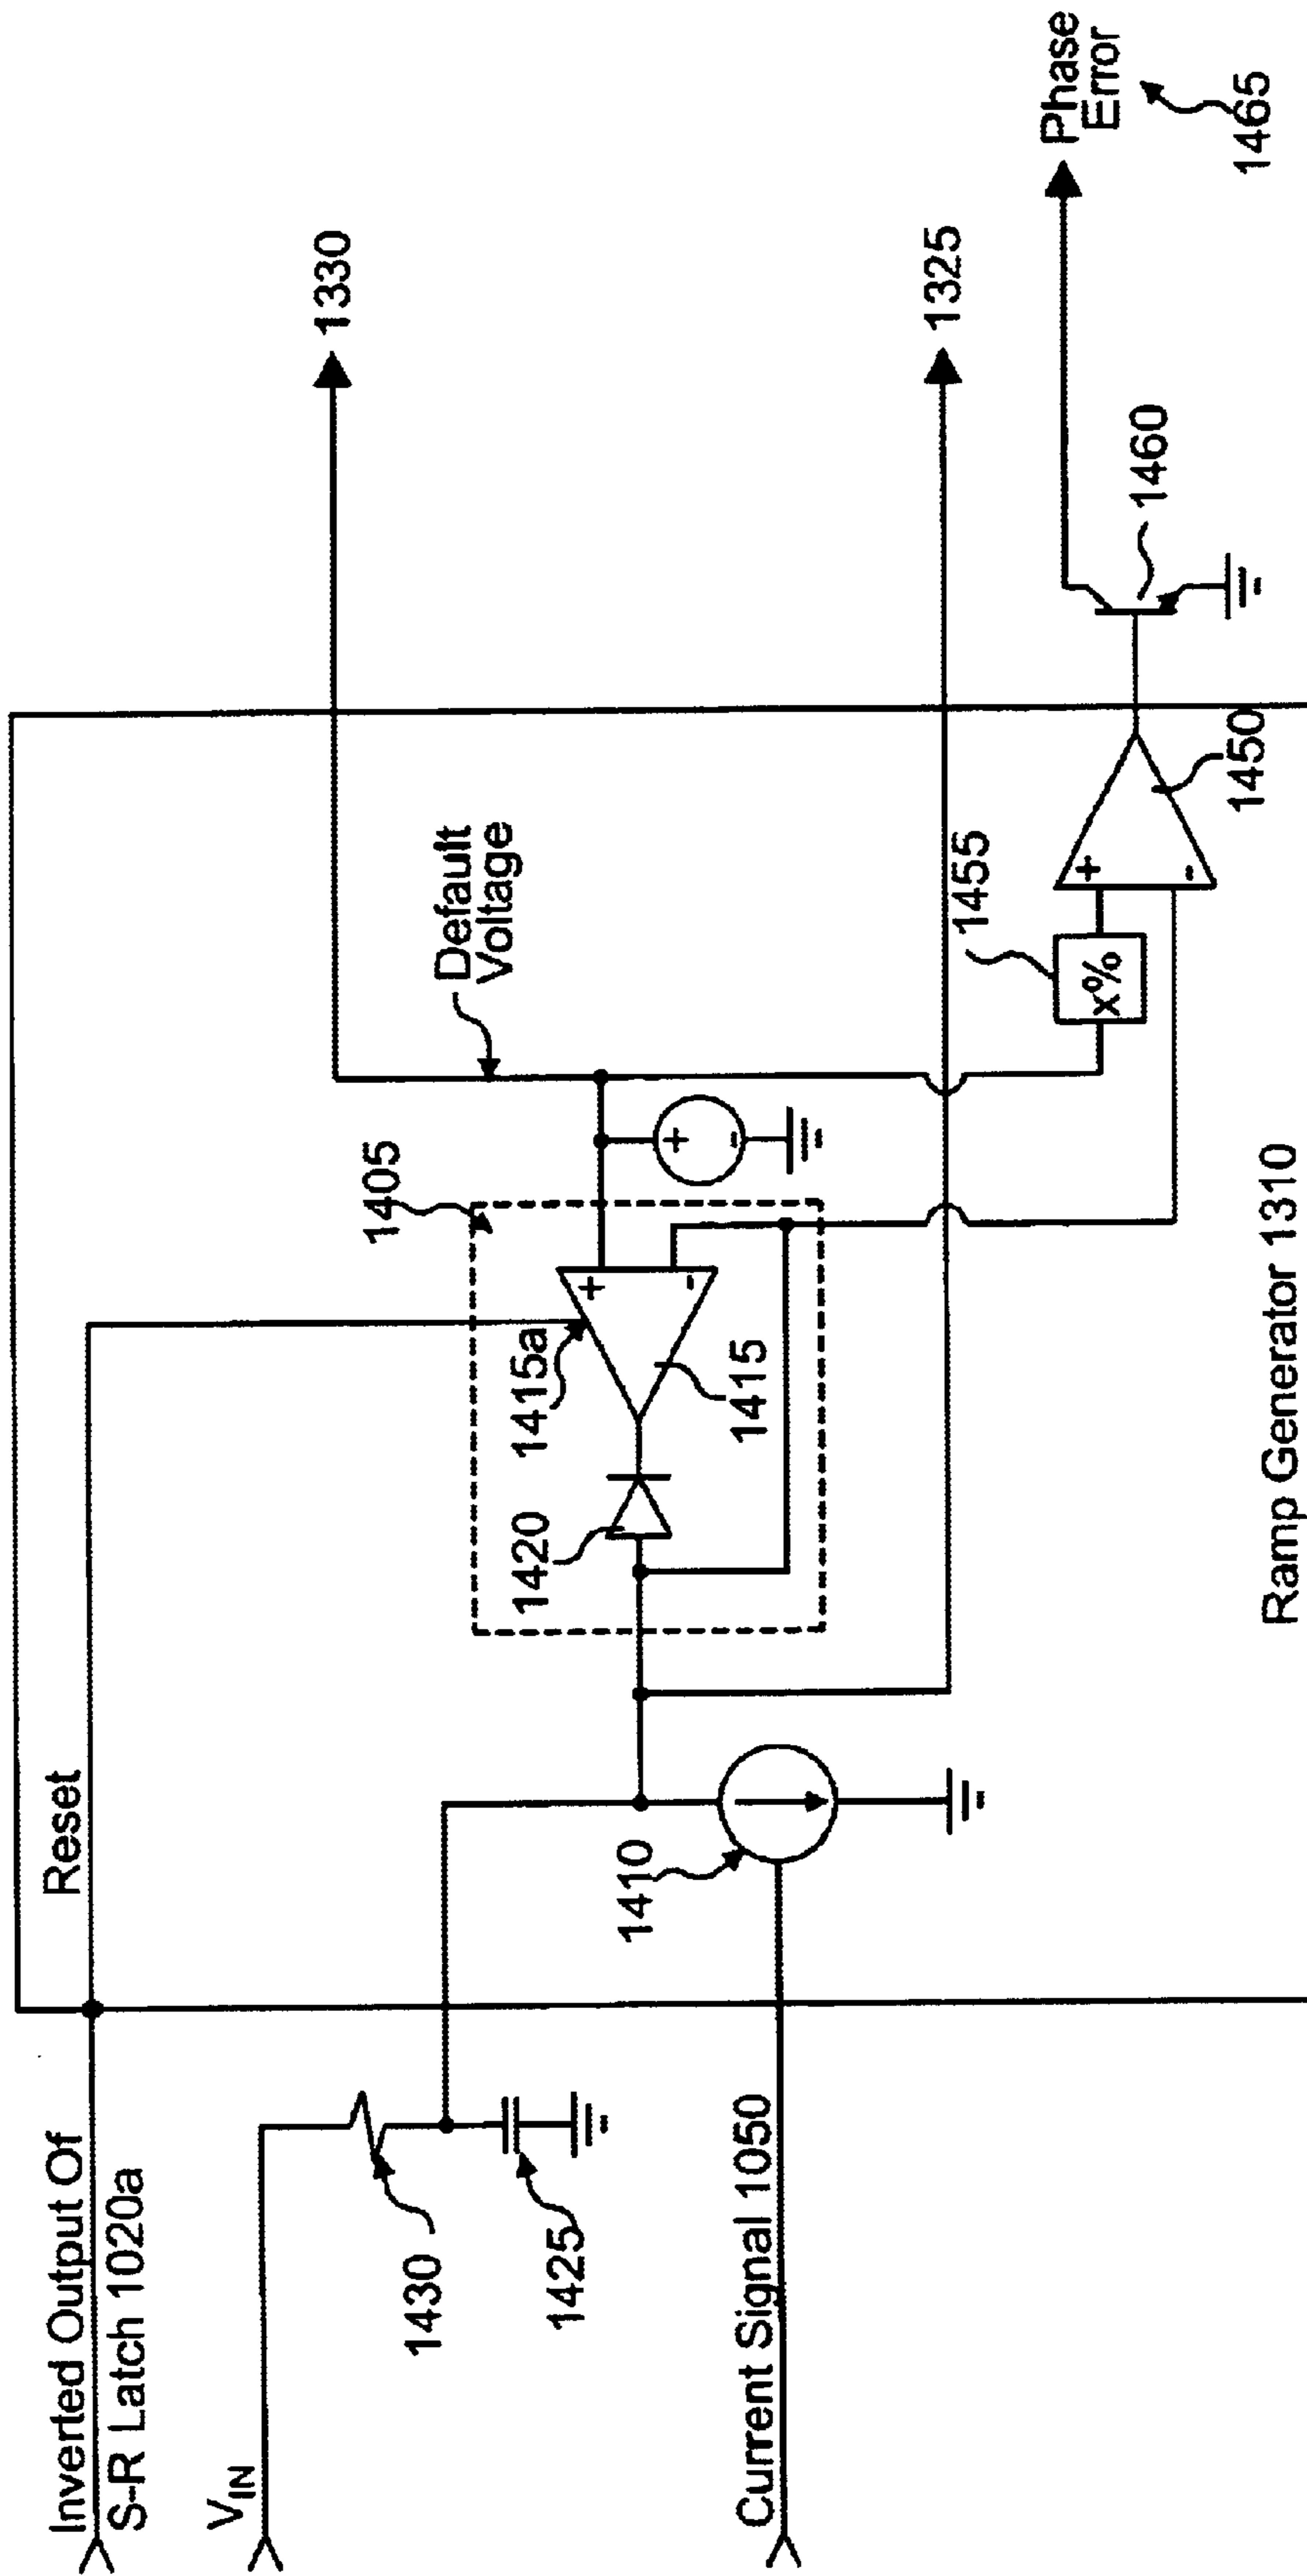 Inverted Output Of
S-R Latch 1020a
Reset
V_IN
1430
1425
Current Signal 1050
1410
1420
1415a
1415
+
-
1405
+
-
Default
Voltage
1330
1325
1455
x%
+
-
1450
1460
Phase
Error
1465
Ramp Generator 1310